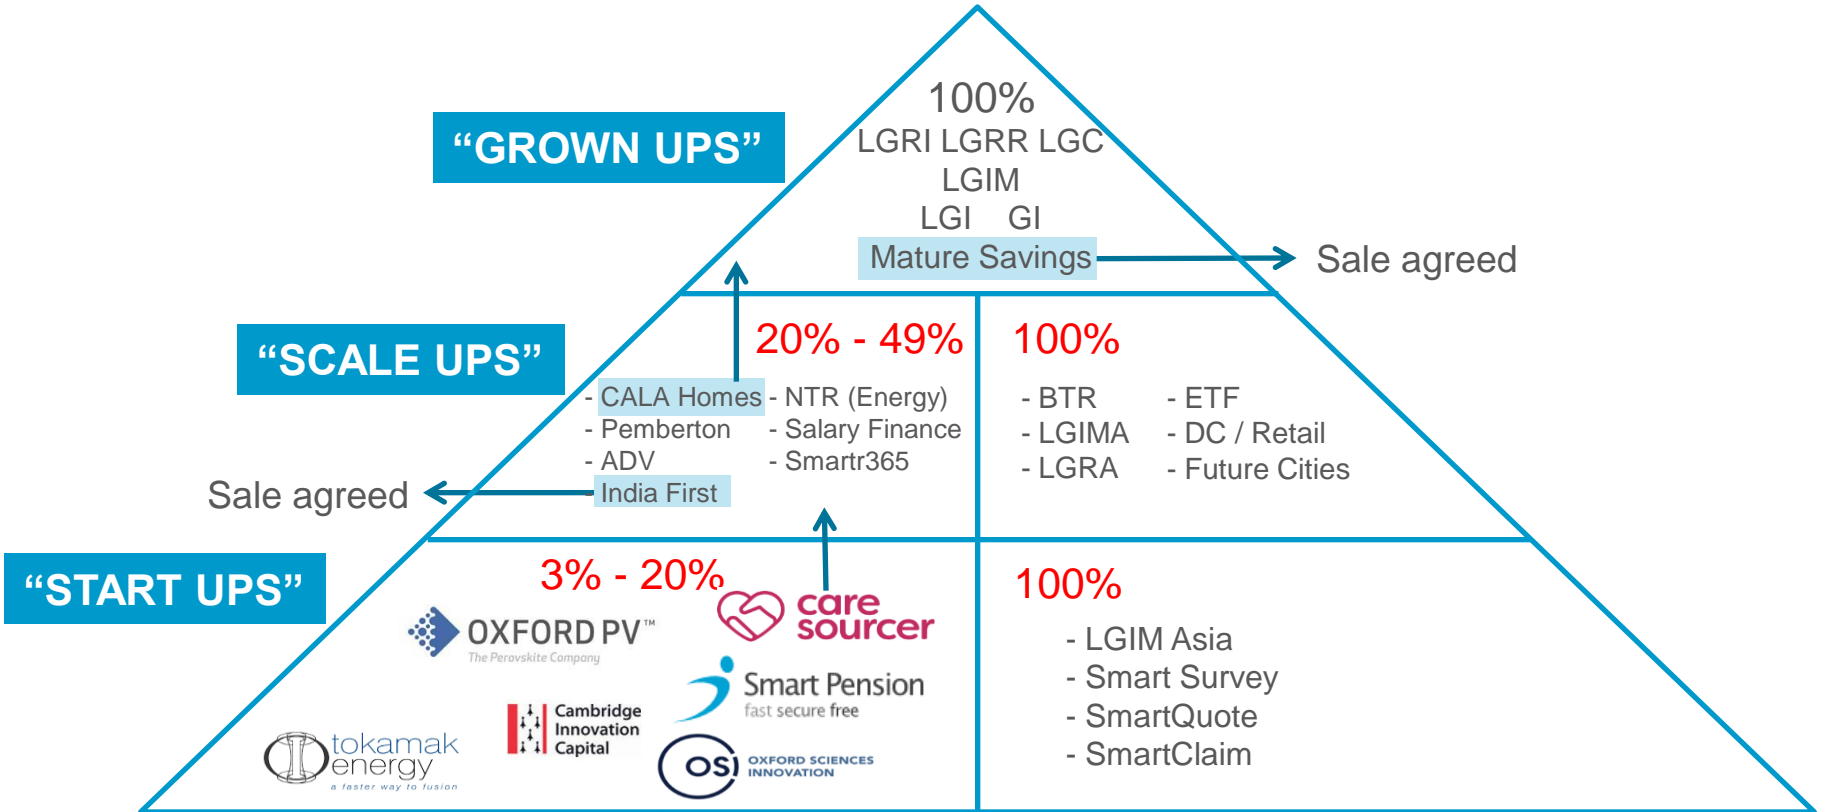 100%
“GROWN UPS”
LGRI LGRR LGC
LGIM
LGI GI
Mature Savings
Sale agreed
“SCALE UPS”
20% - 49%
- CALA Homes
- Pemberton
- ADV
- India First
- NTR (Energy)
- Salary Finance
- Smartr365
Sale agreed
100%
- BTR
- LGIMA
- LGRA
- ETF
- DC / Retail
- Future Cities
“START UPS”
3% - 20%
OXFORD PV™
The Perovskite Company
care
sourcer
Smart Pension
fast secure free
Cambridge
Innovation
Capital
tokamak
energy
a faster way to fusion
OSI
OXFORD SCIENCES
INNOVATION
100%
- LGIM Asia
- Smart Survey
- SmartQuote
- SmartClaim